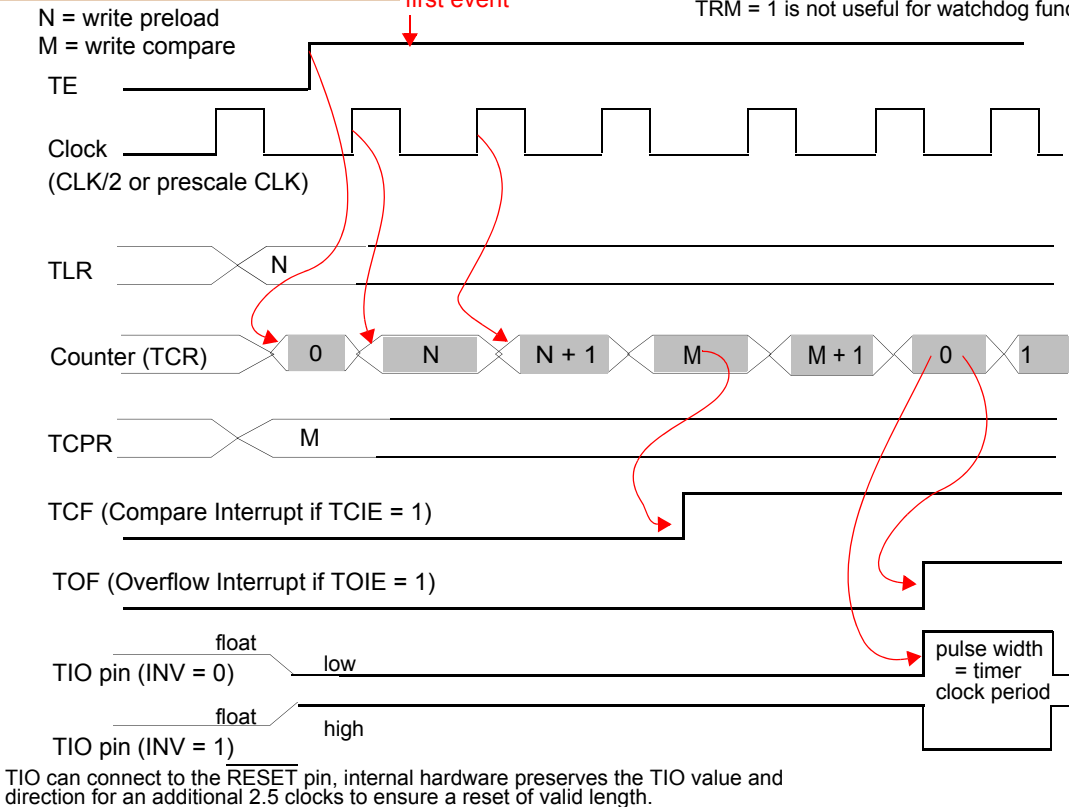 first event
N = write preload
TRM = 1 is not useful for watchdog
M = write compare
TE
Clock
(CLK/2 or prescale CLK)
TLR
N
Counter (TCR)
0
N
N + 1
M
M + 1
0
1
TCPR
M
TCF (Compare Interrupt if TCIE = 1)
TOF (Overflow Interrupt if TOIE = 1)
float
TIO pin (INV = 0)
low
pulse width
= timer
clock period
float
TIO pin (INV = 1)
high
TIO can connect to the RESET pin, internal hardware preserves the TIO value and
direction for an additional 2.5 clocks to ensure a reset of valid length.